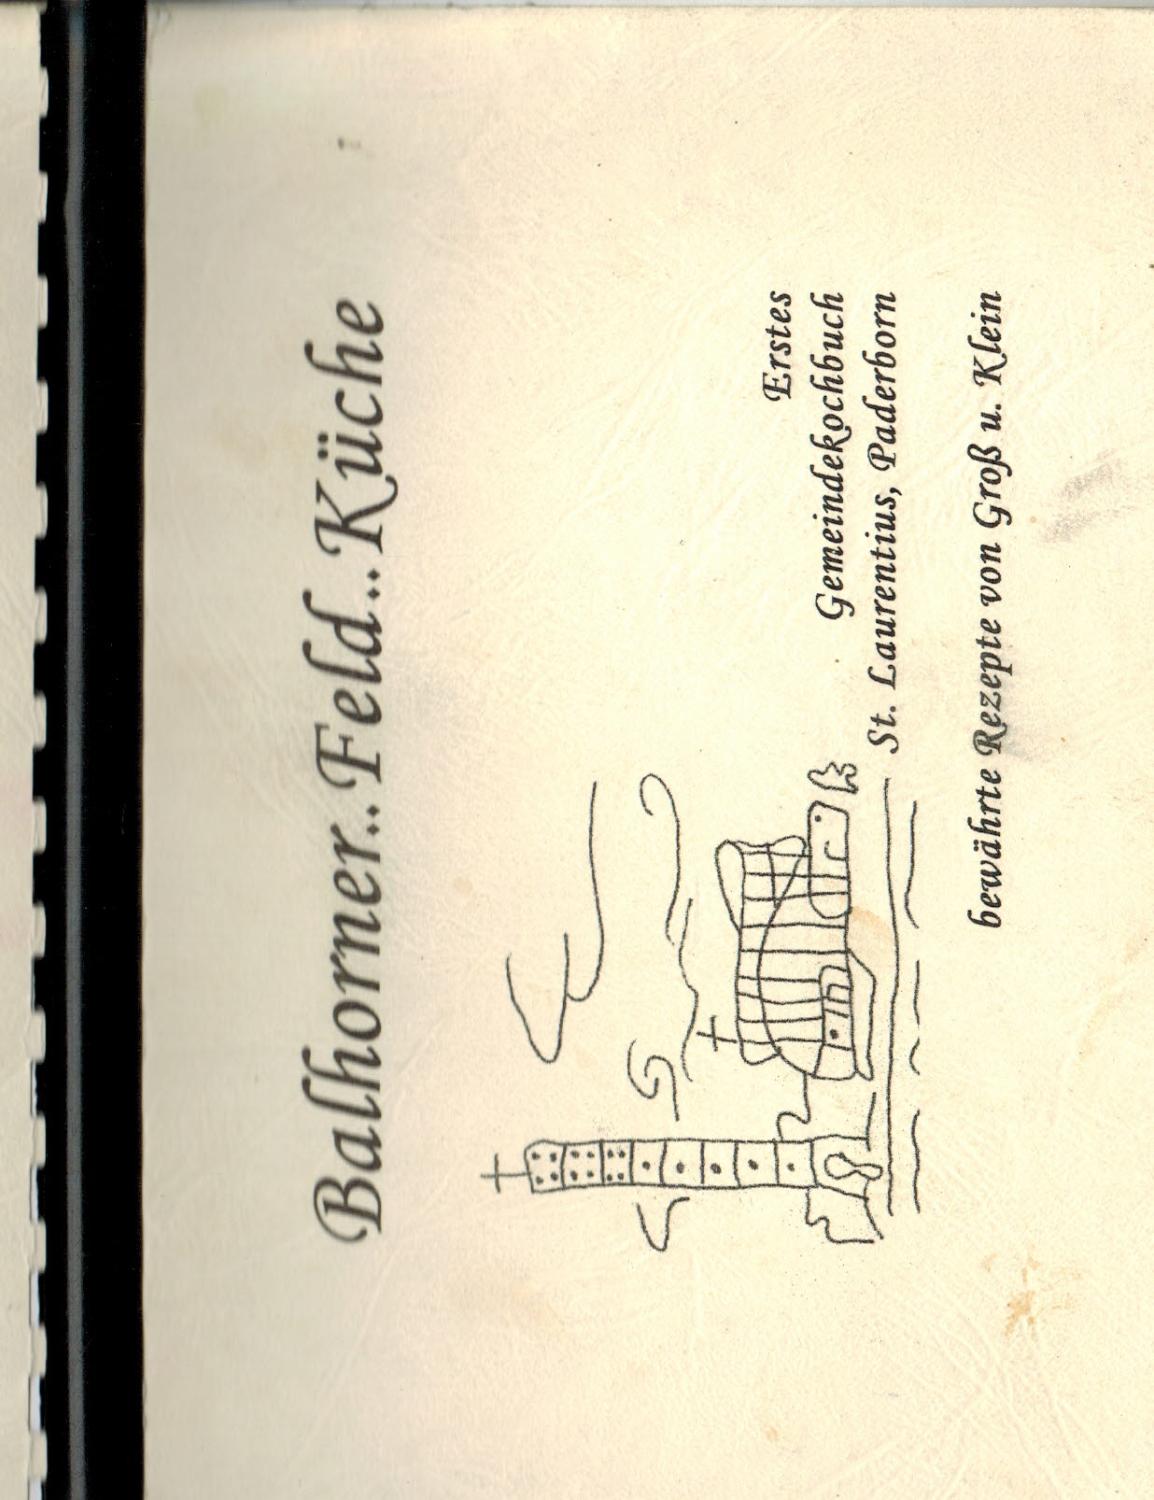 Balhorner..Feld..Küche
Erstes
Gemeindekochbuch
St. Laurentius, Paderborn
bewährte Rezepte von Groß u. Klein